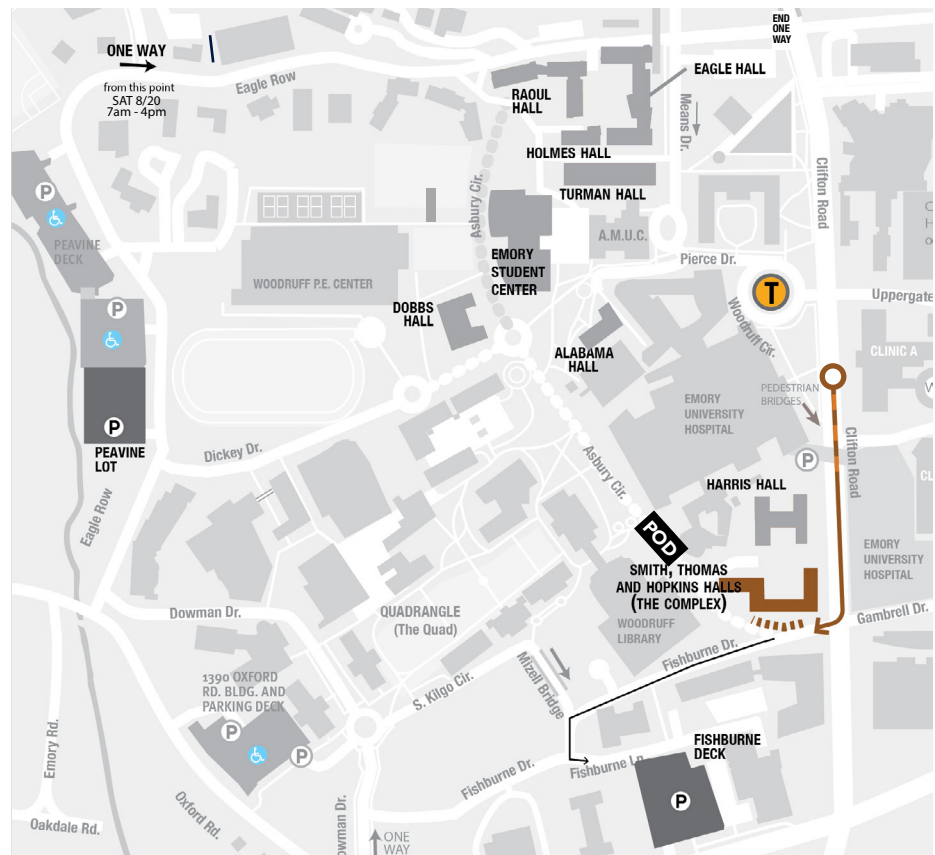 ONE WAY
from this point
SAT 8/20
7am - 4pm
Eagle Row
END
ONE
WAY
EAGLE HALL
RAOUL
HALL
Means Dr.
HOLMES HALL
TURMAN HALL
Clifton Road
Asbury Cir.
A.M.U.C.
P
PEAVINE
DECK
P
WOODRUFF P.E. CENTER
EMORY
STUDENT
CENTER
Pierce Dr.
T
Uppergate
DOBBS
HALL
Woodruff Cir.
ALABAMA
HALL
CLINIC A
PEDESTRIAN
BRIDGES
W
P
PEAVINE
LOT
EMORY
UNIVERSITY
HOSPITAL
Clifton Road
Dickey Dr.
P
Asbury Cir.
HARRIS HALL
CL
Eagle Row
POD
EMORY
UNIVERSITY
HOSPITAL
SMITH, THOMAS
AND HOPKINS HALLS
(THE COMPLEX)
Dowman Dr.
QUADRANGLE
(The Quad)
WOODRUFF
LIBRARY
Gambrell Dr.
Fishburne Dr.
Mizell Bridge
1390 OXFORD
RD. BLDG. AND
PARKING DECK
S. Kilgo Cir.
P
P
Emory Rd.
FISHBURNE
DECK
Fishburne Dr.
Fishburne Ln.
P
Oxford Rd.
Oakdale Rd.
Dowman Dr.
ONE
WAY